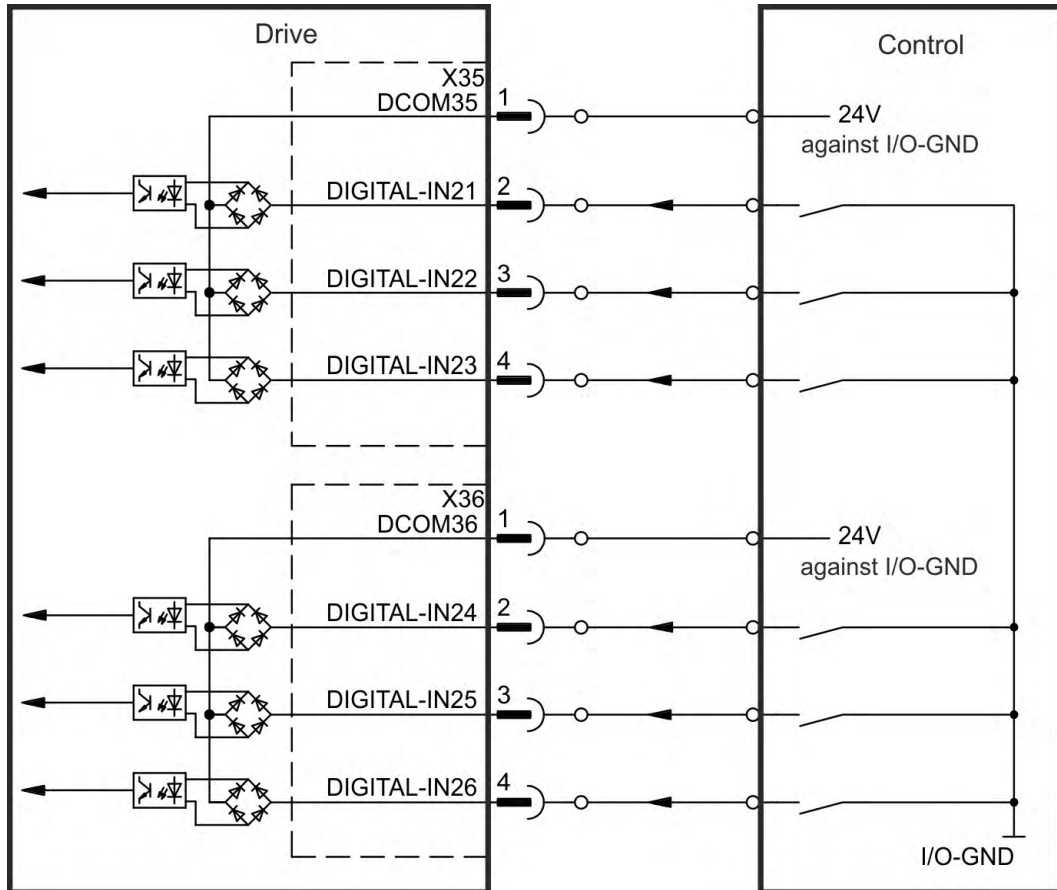 Drive
Control
X35
DCOM35
1
24V
against I/O-GND
DIGITAL-IN21
2
DIGITAL-IN22
3
DIGITAL-IN23
4
X36
DCOM36
1
24V
against I/O-GND
DIGITAL-IN24
2
DIGITAL-IN25
3
DIGITAL-IN26
4
I/O-GND